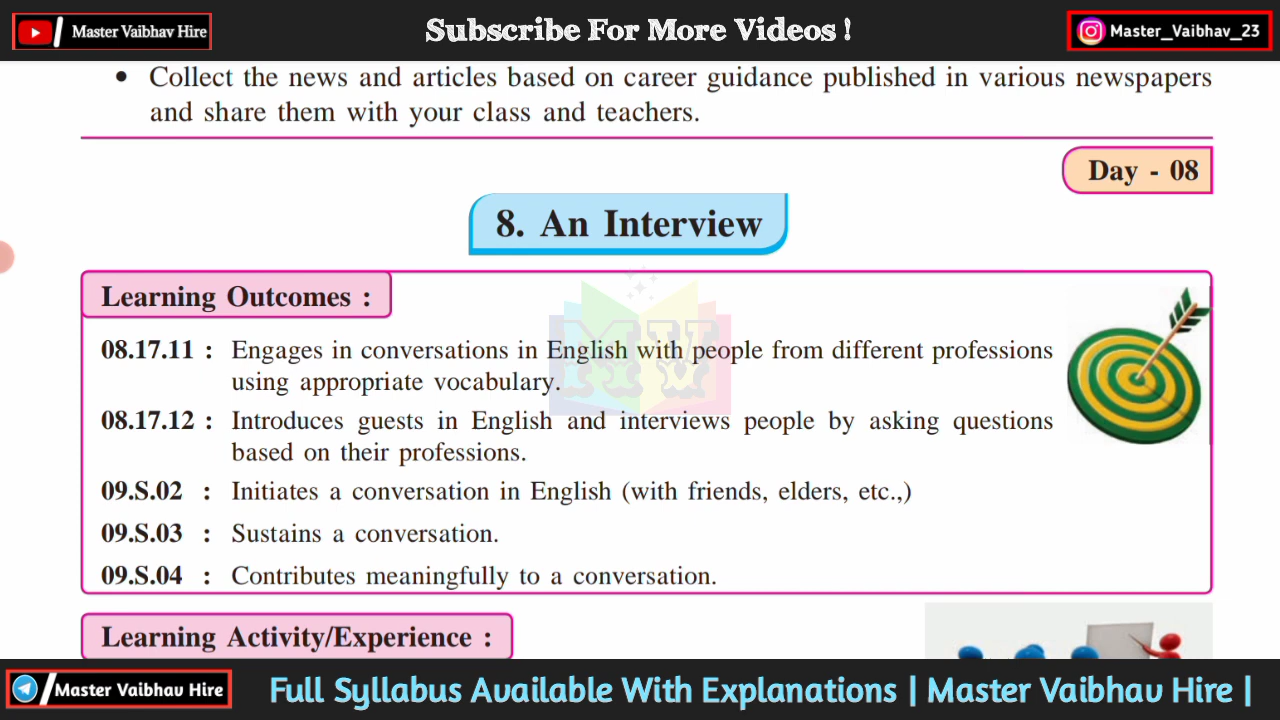 Master Vaibhav Hire
Subscribe For More Videos !
Master_Vaibhav_23
• Collect the news and articles based on career guidance published in various newspapers
and share them with your class and teachers.
Day - 08
8. An Interview
Learning Outcomes :
08.17.11 : Engages in conversations in English with people from different professions
using appropriate vocabulary.
08.17.12 : Introduces guests in English and interviews people by asking questions
based on their professions.
09.S.02 : Initiates a conversation in English (with friends, elders, etc.,)
09.S.03 : Sustains a conversation.
09.S.04 : Contributes meaningfully to a conversation.
MV
Learning Activity/Experience :
Master Vaibhav Hire
Full Syllabus Available With Explanations | Master Vaibhav Hire |